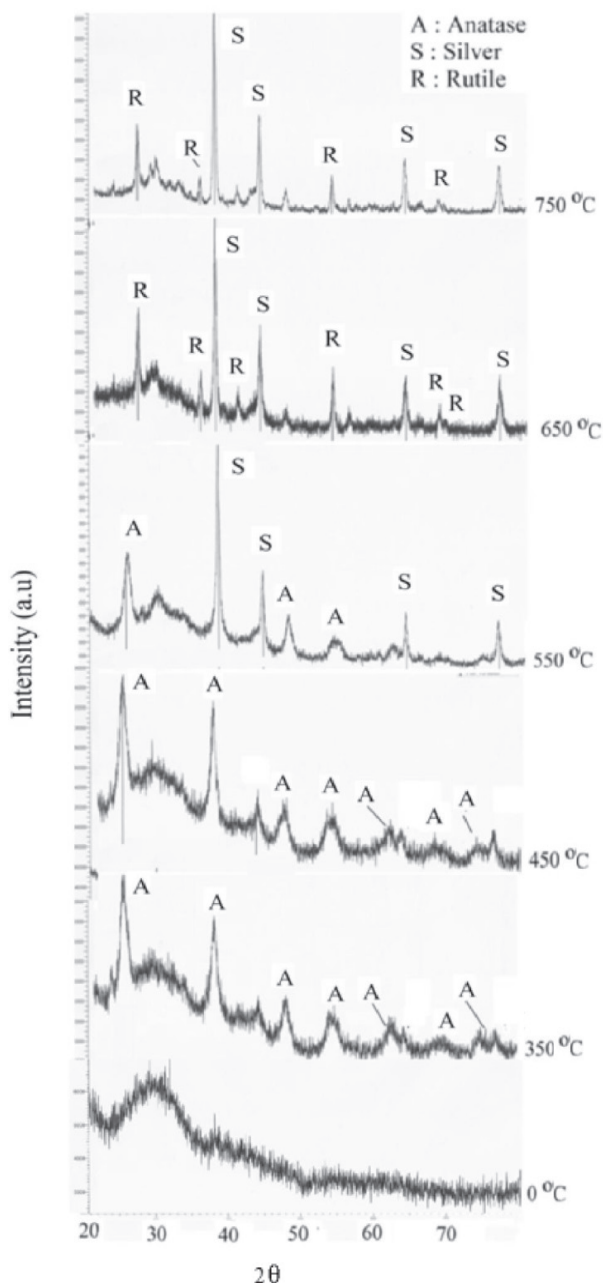 A : Anatase
S : Silver
R : Rutile
S
R
S
R
R
S
R
S
750 °C
S
R
S
R
R
R
S
R
R
S
650 °C
S
A
S
A
A
S
S
550 °C
A
A
A
A
A
A
A
450 °C
A
A
A
A
A
A
A
350 °C
0 °C
20 30 40 50 60 70
2θ
Intensity (a.u)